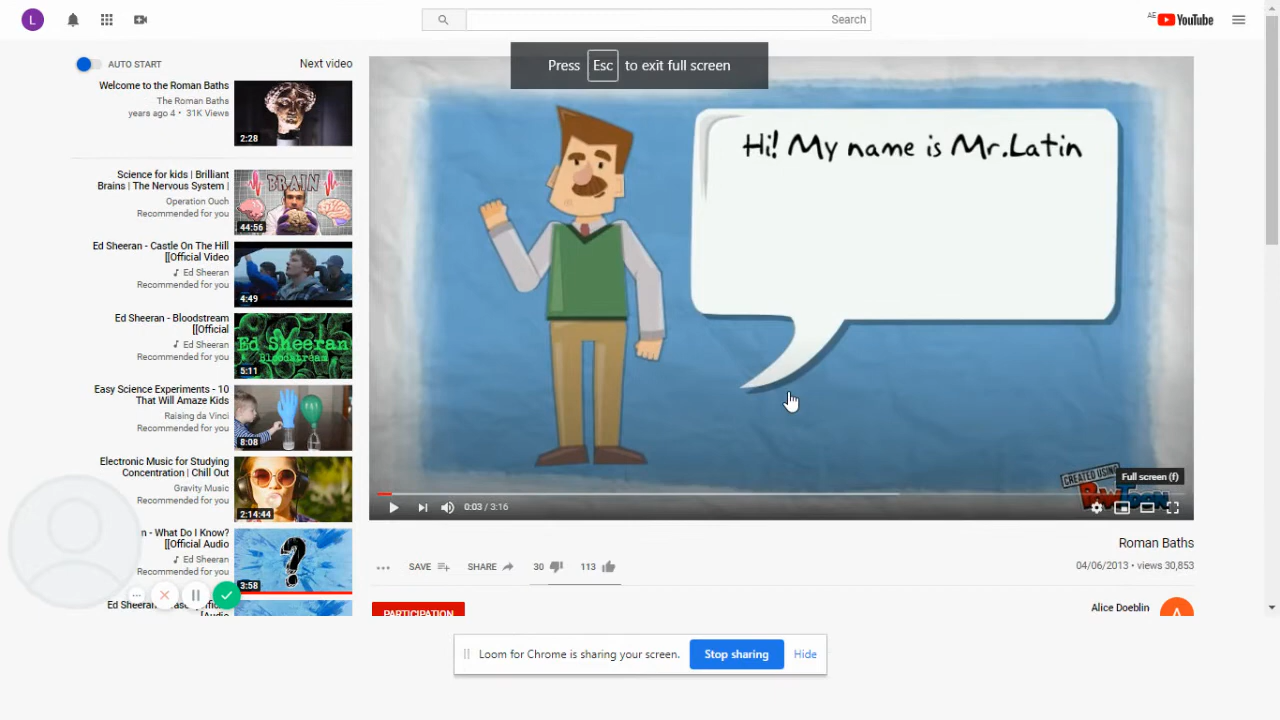 L
Search
AE YouTube
Press Esc to exit full screen
AUTO START
Next video
Welcome to the Roman Baths
The Roman Baths
years ago 4 • 31K Views
2:28
Science for kids | Brilliant
Brains | The Nervous System |
Operation Ouch
Recommended for you
BRAIN
44:56
Ed Sheeran - Castle On The Hill
[[Official Video
Ed Sheeran
Recommended for you
4:49
Ed Sheeran - Bloodstream
[[Official
Ed Sheeran
Recommended for you
Ed Sheeran
Bloodstream
5:11
Easy Science Experiments - 10
That Will Amaze Kids
Raising da Vinci
Recommended for you
8:08
Electronic Music for Studying
Concentration | Chill Out
Gravity Music
Recommended for you
2:14:44
n - What Do I Know?
[[Official Audio
Ed Sheeran
Recommended for you
?
3:58
Hi! My name is Mr.Latin
CREATED USING
Full screen (f)
0:03 / 3:16
Roman Baths
04/06/2013 • views 30,853
SAVE
SHARE
30
113
Alice Doeblin
A
PARTICIPATION
Loom for Chrome is sharing your screen.
Stop sharing
Hide